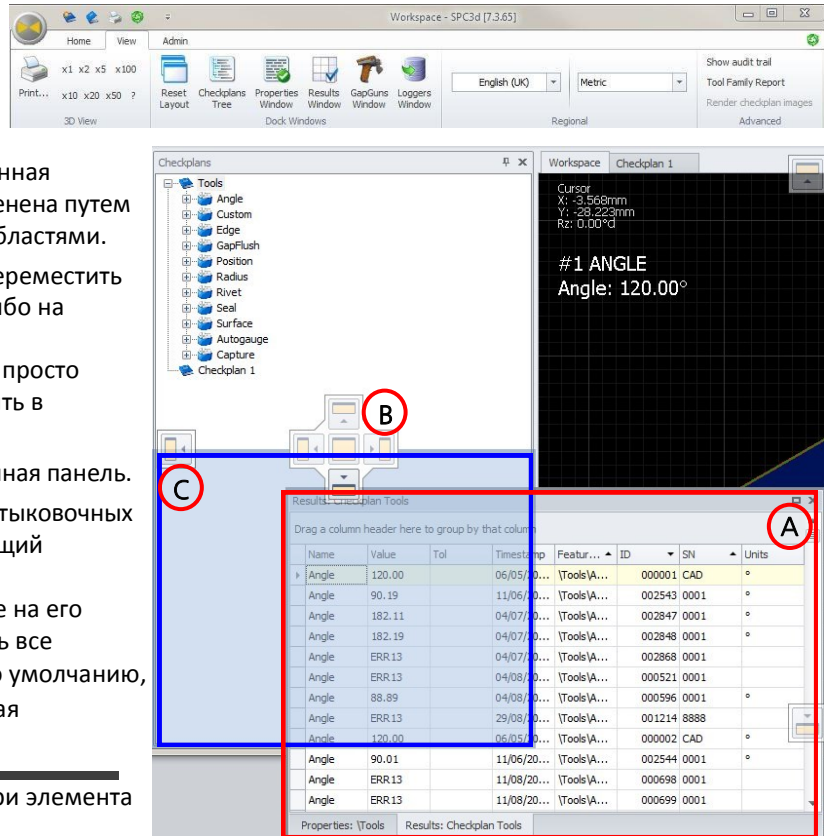 Workspace - SPC3d [7.3.65]
Home View Admin
Print...
x1 x2 x5 x100
x10 x20 x50 ?
Reset Layout
Checkplans Tree
Properties Window
Results Window
GapGuns Window
Loggers Window
English (UK)
Metric
Show audit trail
Tool Family Report
Render checkplan images
3D View
Dock Windows
Regional
Advanced
нная
енена путем
бластями.
ереместить
бо на
просто
ть в
ная панель.
тыковочных
щий
е на его
ь все
о умолчанию,
ая
ри элемента
Checkplans
Tools
Angle
Custom
Edge
GapFlush
Position
Radius
Rivet
Seal
Surface
Autogauge
Capture
Checkplan 1
Workspace Checkplan 1
Cursor
X: -3.568mm
Y: -28.223mm
Rz: 0.00°d
#1 ANGLE
Angle: 120.00°
B
C
A
Results: Checkplan Tools
Drag a column header here to group by that column
Name Value Tol Timestamp Featur... ID SN Units
Angle 120.00 06/05/20... \Tools\A... 000001 CAD °
Angle 90.19 11/06/20... \Tools\A... 002543 0001 °
Angle 182.11 04/07/20... \Tools\A... 002847 0001 °
Angle 182.19 04/07/20... \Tools\A... 002848 0001 °
Angle ERR13 04/07/20... \Tools\A... 002868 0001
Angle ERR13 04/08/20... \Tools\A... 000521 0001
Angle 88.89 04/08/20... \Tools\A... 000596 0001 °
Angle ERR13 29/08/20... \Tools\A... 001214 8888
Angle 120.00 06/05/20... \Tools\A... 000002 CAD °
Angle 90.01 11/06/20... \Tools\A... 002544 0001 °
Angle ERR13 11/08/20... \Tools\A... 000698 0001
Angle ERR13 11/08/20... \Tools\A... 000699 0001
Properties: \Tools Results: Checkplan Tools